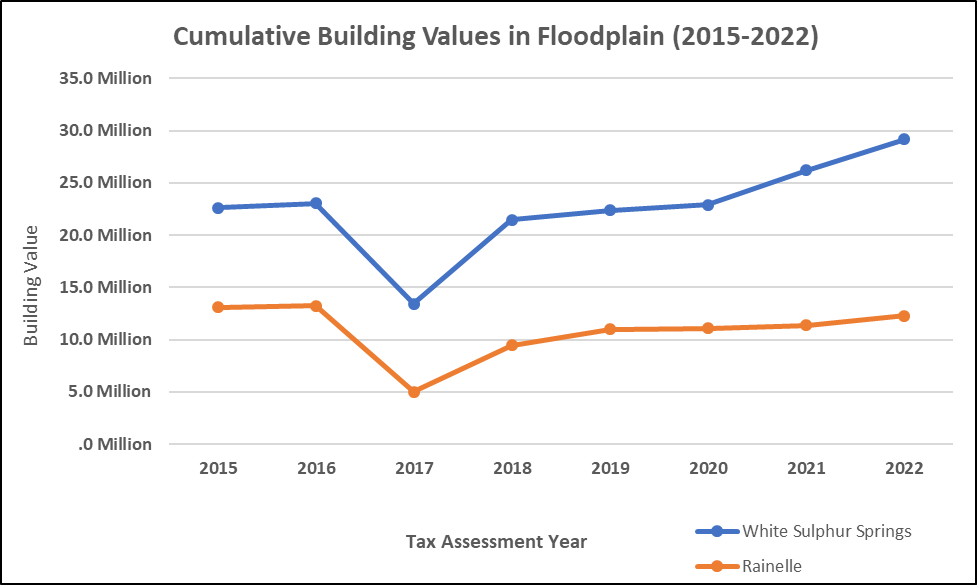 Cumulative Building Values in Floodplain (2015-2022)
35.0 Million
30.0 Million
25.0 Million
20.0 Million
15.0 Million
10.0 Million
5.0 Million
.0 Million
Building Value
2015 2016 2017 2018 2019 2020 2021 2022
Tax Assessment Year
White Sulphur Springs
Rainelle